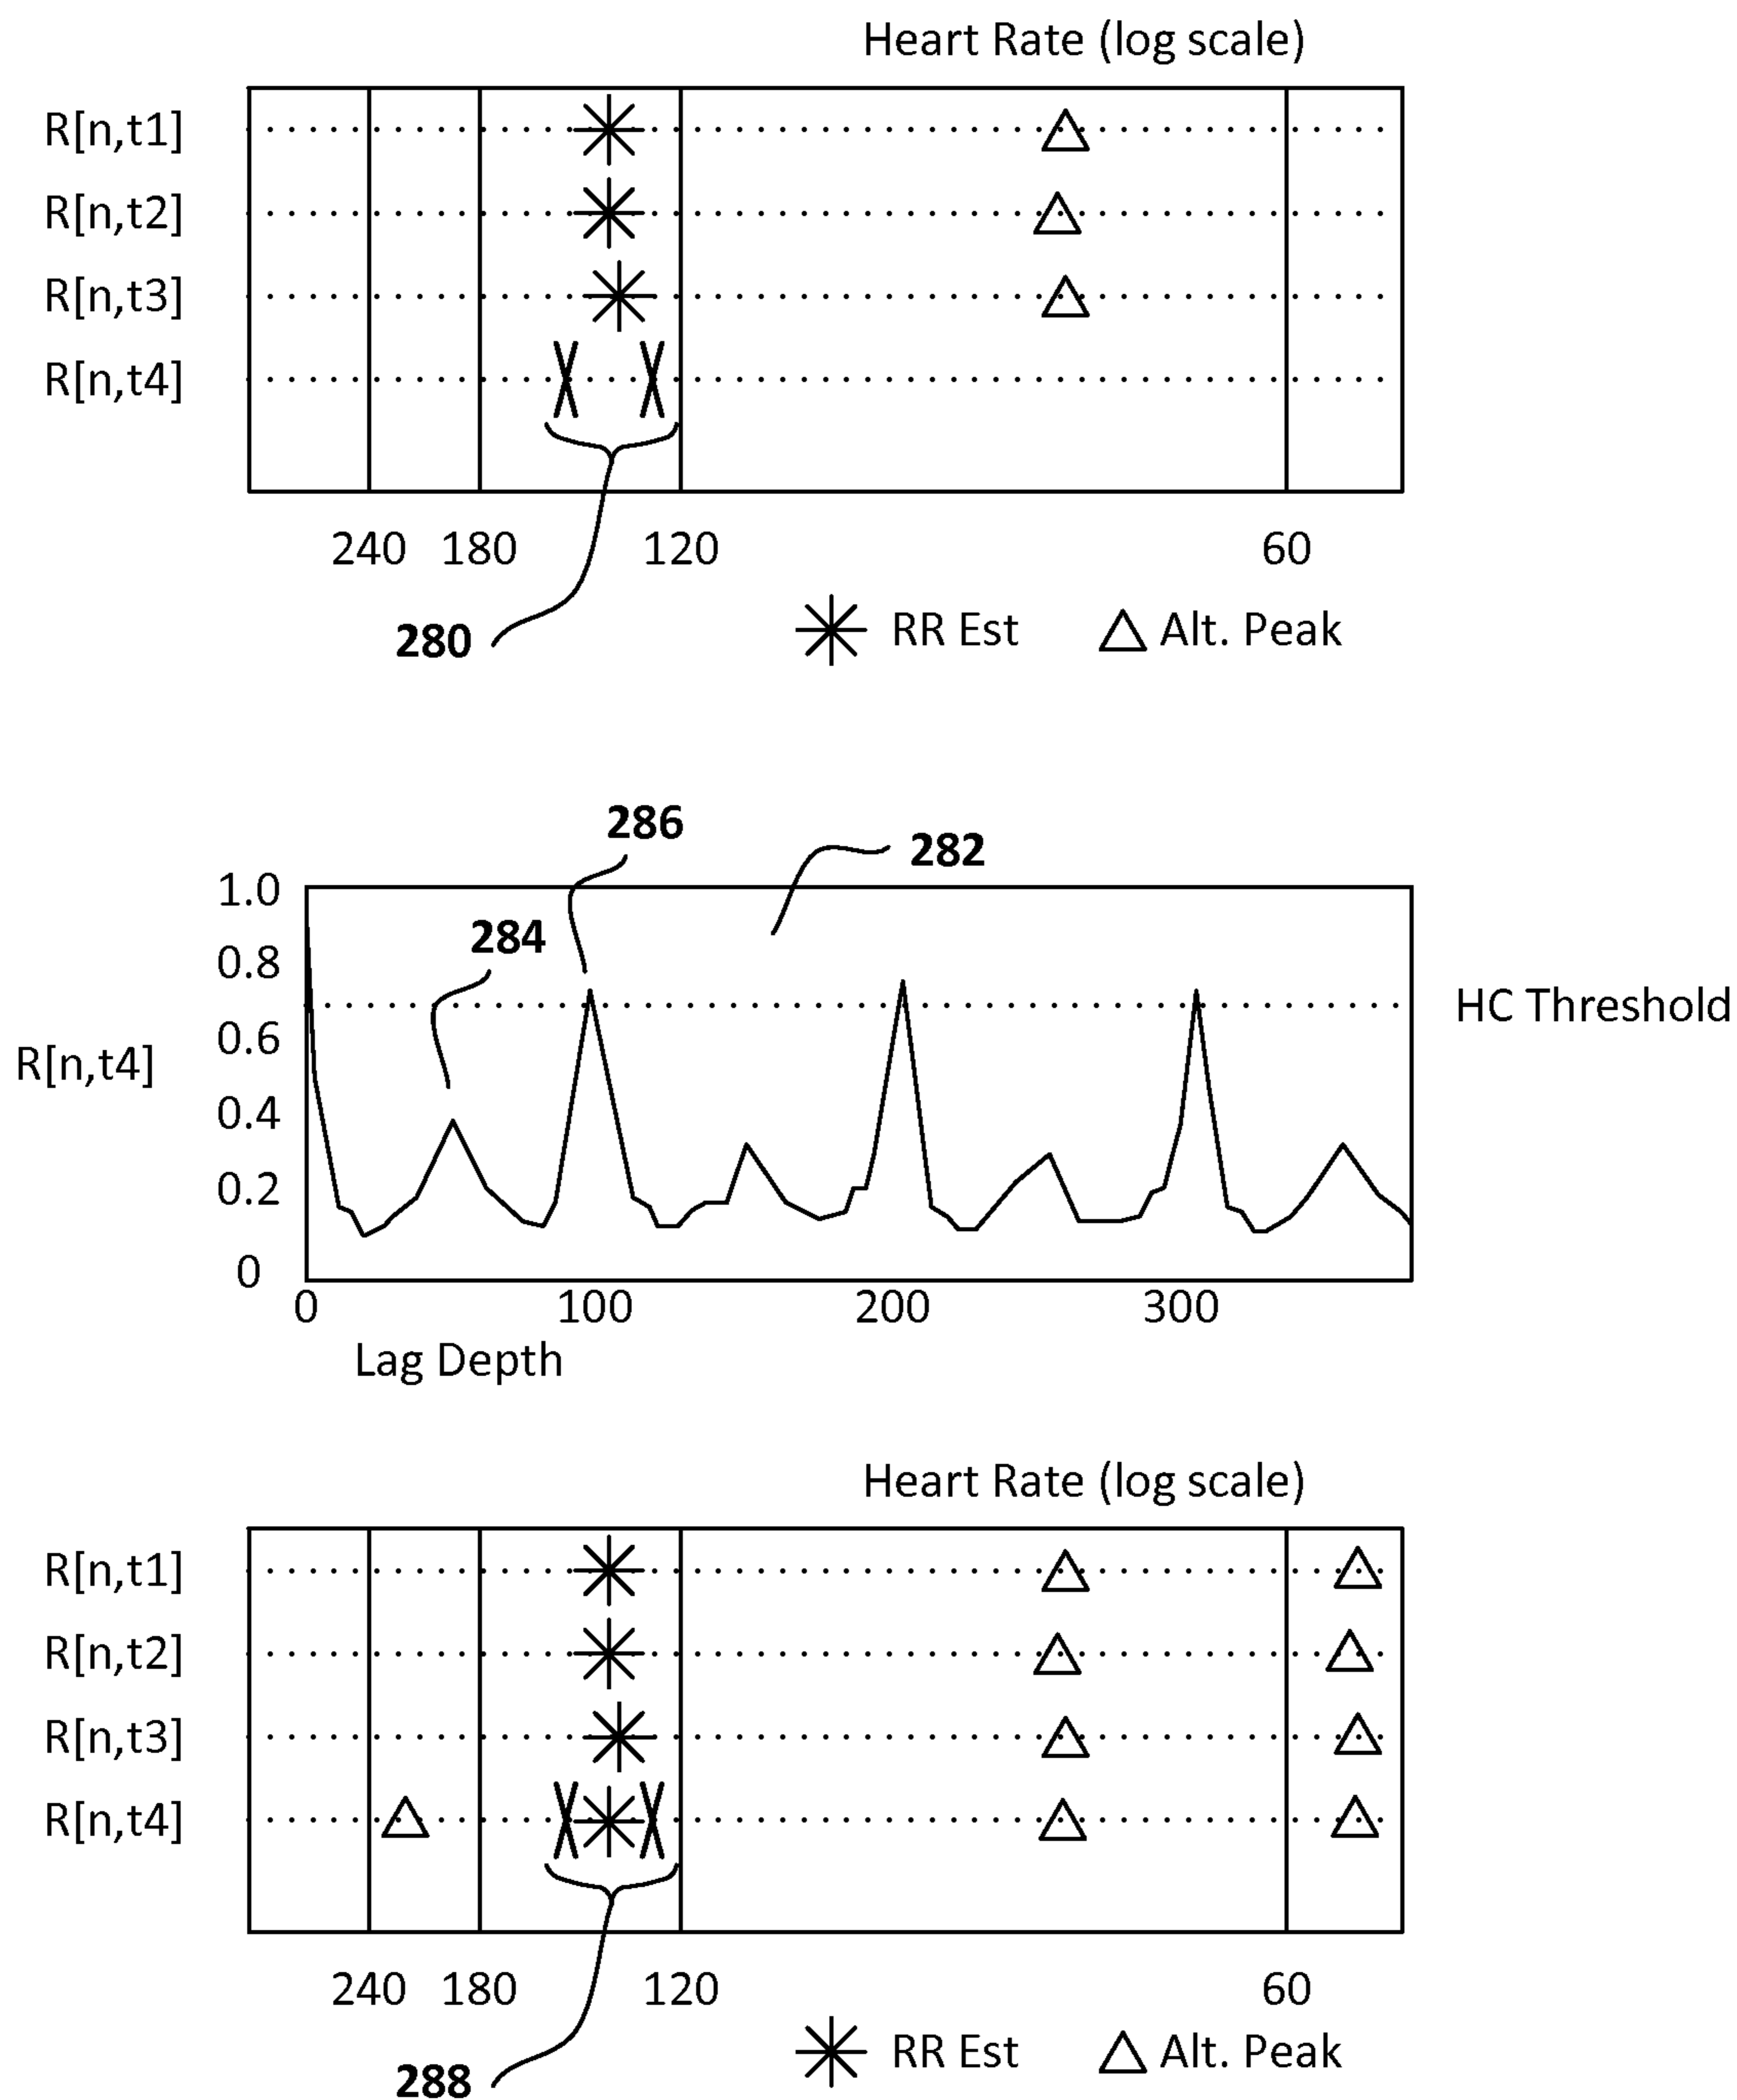 Heart Rate (log scale)
R[n,t1]
R[n,t2]
R[n,t3]
R[n,t4]
240 180 120 60
280
RR Est Alt. Peak
286
282
1.0
284
0.8
HC Threshold
0.6
R[n,t4]
0.4
0.2
0
0 100 200 300
Lag Depth
Heart Rate (log scale)
R[n,t1]
R[n,t2]
R[n,t3]
R[n,t4]
240 180 120 60
RR Est Alt. Peak
288